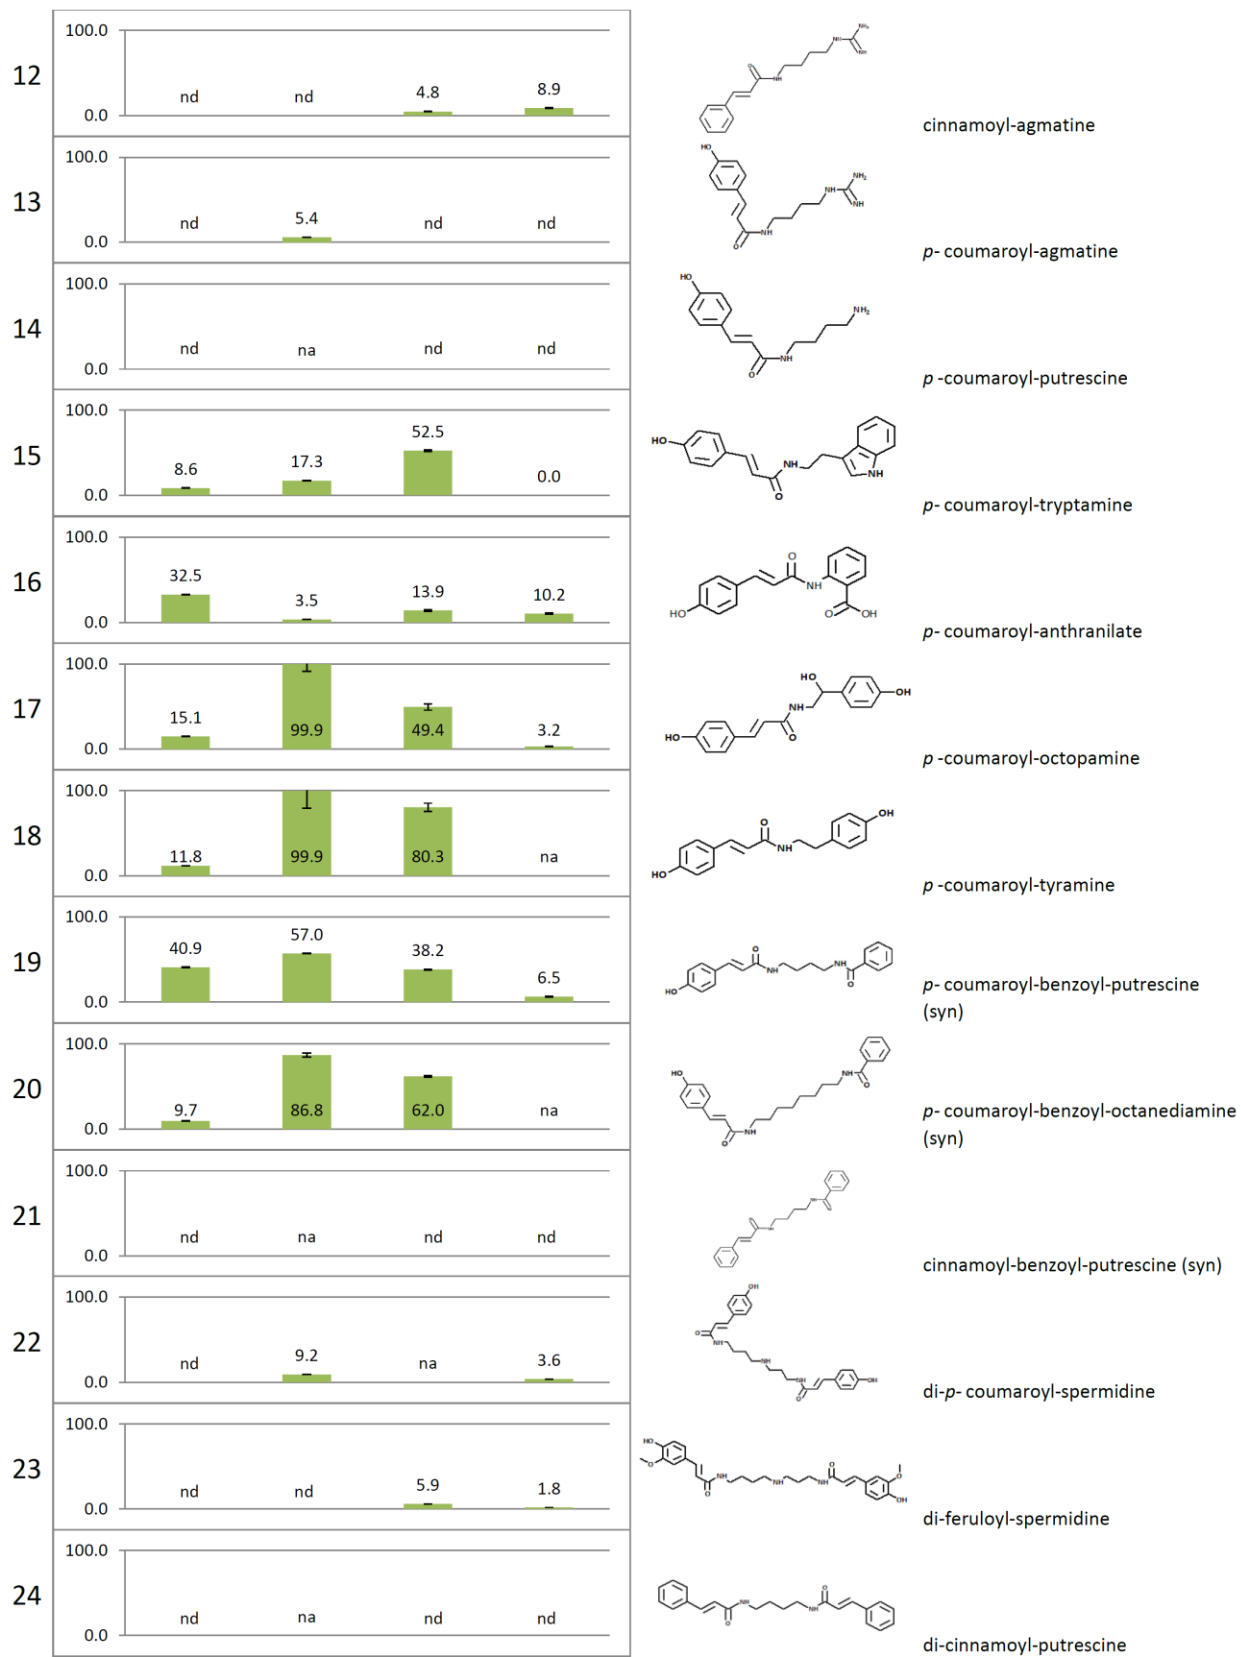 100.0
12
nd nd 4.8 8.9
0.0
cinnamoyl-agmatine
100.0
13
nd 5.4 nd nd
0.0
p- coumaroyl-agmatine
100.0
14
nd na nd nd
0.0
p -coumaroyl-putrescine
100.0
15
8.6 17.3 52.5 0.0
0.0
p- coumaroyl-tryptamine
100.0
16
32.5 3.5 13.9 10.2
0.0
p- coumaroyl-anthranilate
100.0
17
15.1 99.9 49.4 3.2
0.0
p -coumaroyl-octopamine
100.0
18
11.8 99.9 80.3 na
0.0
p -coumaroyl-tyramine
100.0
19
40.9 57.0 38.2 6.5
0.0
p- coumaroyl-benzoyl-putrescine
(syn)
100.0
20
9.7 86.8 62.0 na
0.0
p- coumaroyl-benzoyl-octanediamine
(syn)
100.0
21
nd na nd nd
0.0
cinnamoyl-benzoyl-putrescine (syn)
100.0
22
nd 9.2 na 3.6
0.0
di-p- coumaroyl-spermidine
100.0
23
nd nd 5.9 1.8
0.0
di-feruloyl-spermidine
100.0
24
nd na nd nd
0.0
di-cinnamoyl-putrescine